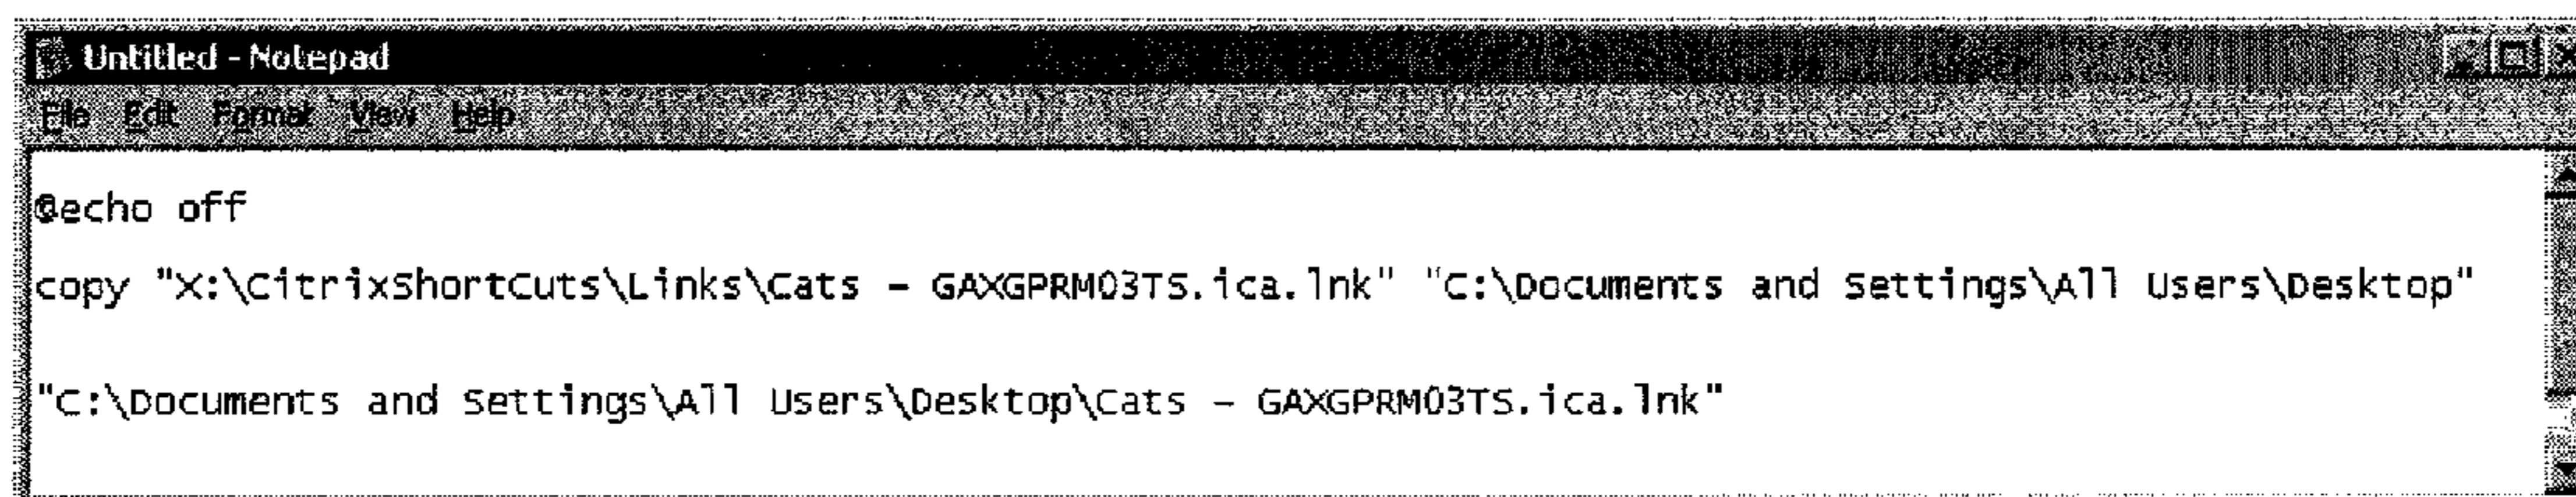 Untitled - Notepad
File Edit Format View Help
@echo off
copy "X:\CitrixShortCuts\Links\Cats - GAXGPRM03TS.ica.lnk" "C:\Documents and Settings\All Users\Desktop"
"C:\Documents and Settings\All Users\Desktop\Cats - GAXGPRM03TS.ica.lnk"